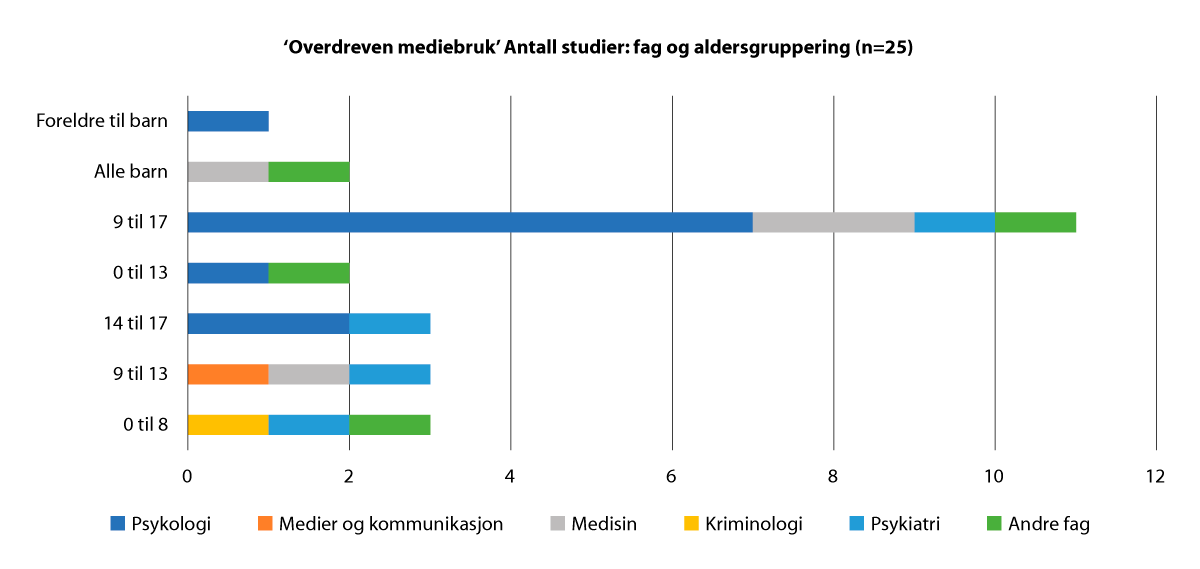 ‘Overdreven mediebruk’ Antall studier: fag og aldersgruppering (n=25)
Foreldre til barn
Alle barn
9 til 17
0 til 13
14 til 17
9 til 13
0 til 8
0 2 4 6 8 10 12
Psykologi Medier og kommunikasjon Medisin Kriminologi Psykiatri Andre fag